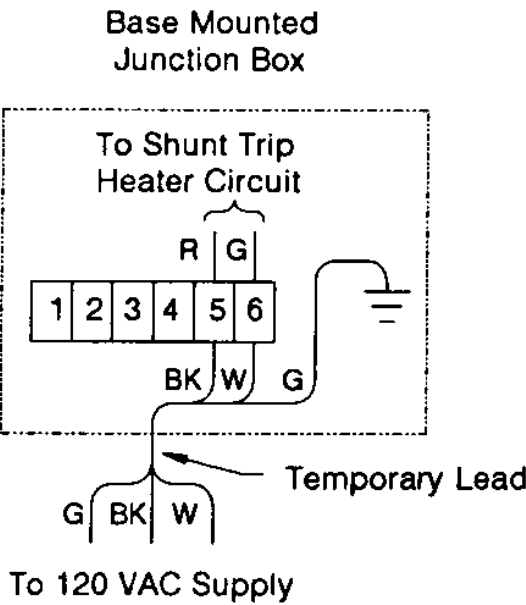 Base Mounted
Junction Box
To Shunt Trip
Heater Circuit
R G
1 2 3 4 5 6
BK W G
Temporary Lead
G BK W
To 120 VAC Supply